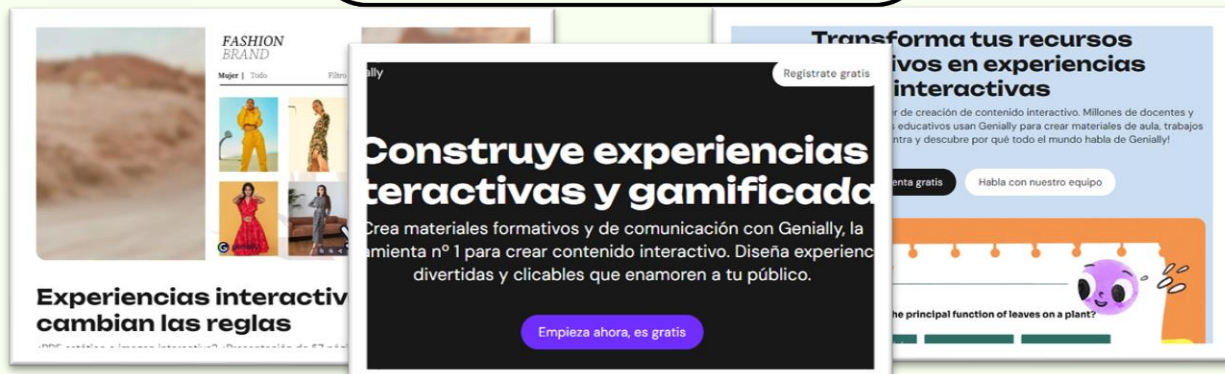 FASHION
BRAND
Mujer | Todo Filtro
Genially
Experiencias interactiv
cambian las reglas
ally
Regístrate gratis
Construye experiencias
teractivas y gamificada
Crea materiales formativos y de comunicación con Genially, la
amienta nº 1 para crear contenido interactivo. Diseña experienc
divertidas y clicables que enamoren a tu público.
Empieza ahora, es gratis
Transforma tus recursos
ivos en experiencias
interactivas
r de creación de contenido interactivo. Millones de docentes y
s educativos usan Genially para crear materiales de aula, trabajos
ntra y descubre por qué todo el mundo habla de Genially!
enta gratis
Habla con nuestro equipo
he principal function of leaves on a plant?